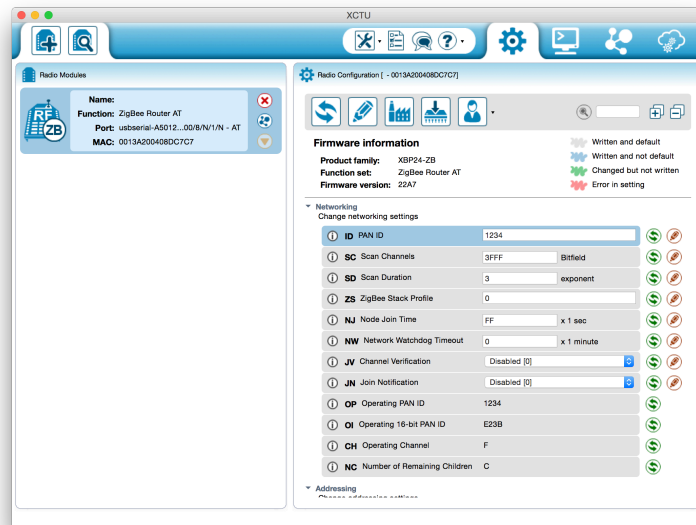 XCTU
Radio Modules
Name:
Function: ZigBee Router AT
Port: usbserial-A5012...00/8/N/1/N - AT
MAC: 0013A200408DC7C7
RF
ZB
Radio Configuration [ - 0013A200408DC7C7]
Firmware information
Product family: XBP24-ZB
Function set: ZigBee Router AT
Firmware version: 22A7
Written and default
Written and not default
Changed but not written
Error in setting
Networking
Change networking settings
i ID PAN ID 1234
i SC Scan Channels 3FFF Bitfield
i SD Scan Duration 3 exponent
i ZS ZigBee Stack Profile 0
i NJ Node Join Time FF x 1 sec
i NW Network Watchdog Timeout 0 x 1 minute
i JV Channel Verification Disabled [0]
i JN Join Notification Disabled [0]
i OP Operating PAN ID 1234
i OI Operating 16-bit PAN ID E23B
i CH Operating Channel F
i NC Number of Remaining Children C
Addressing
Change addressing settings